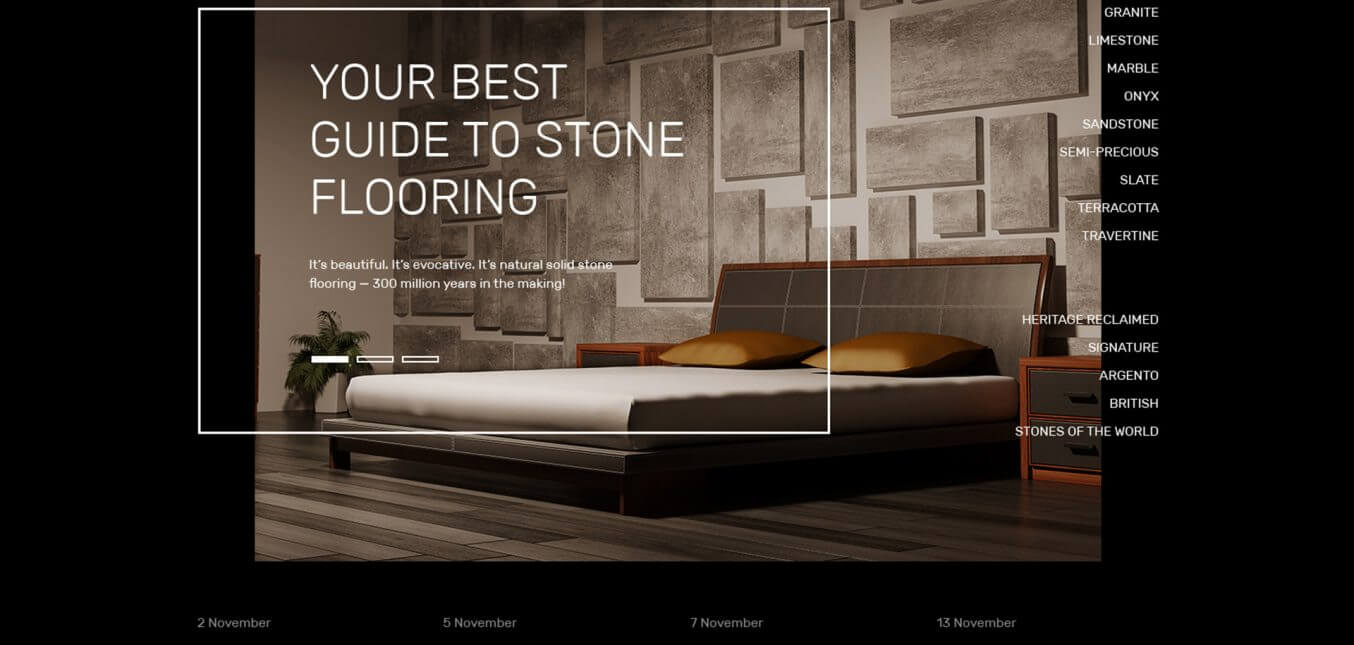 YOUR BEST
GUIDE TO STONE
FLOORING
It's beautiful. It's evocative. It's natural solid stone
flooring — 300 million years in the making!
GRANITE
LIMESTONE
MARBLE
ONYX
SANDSTONE
SEMI-PRECIOUS
SLATE
TERRACOTTA
TRAVERTINE
HERITAGE RECLAIMED
SIGNATURE
ARGENTO
BRITISH
STONES OF THE WORLD
2 November
5 November
7 November
13 November